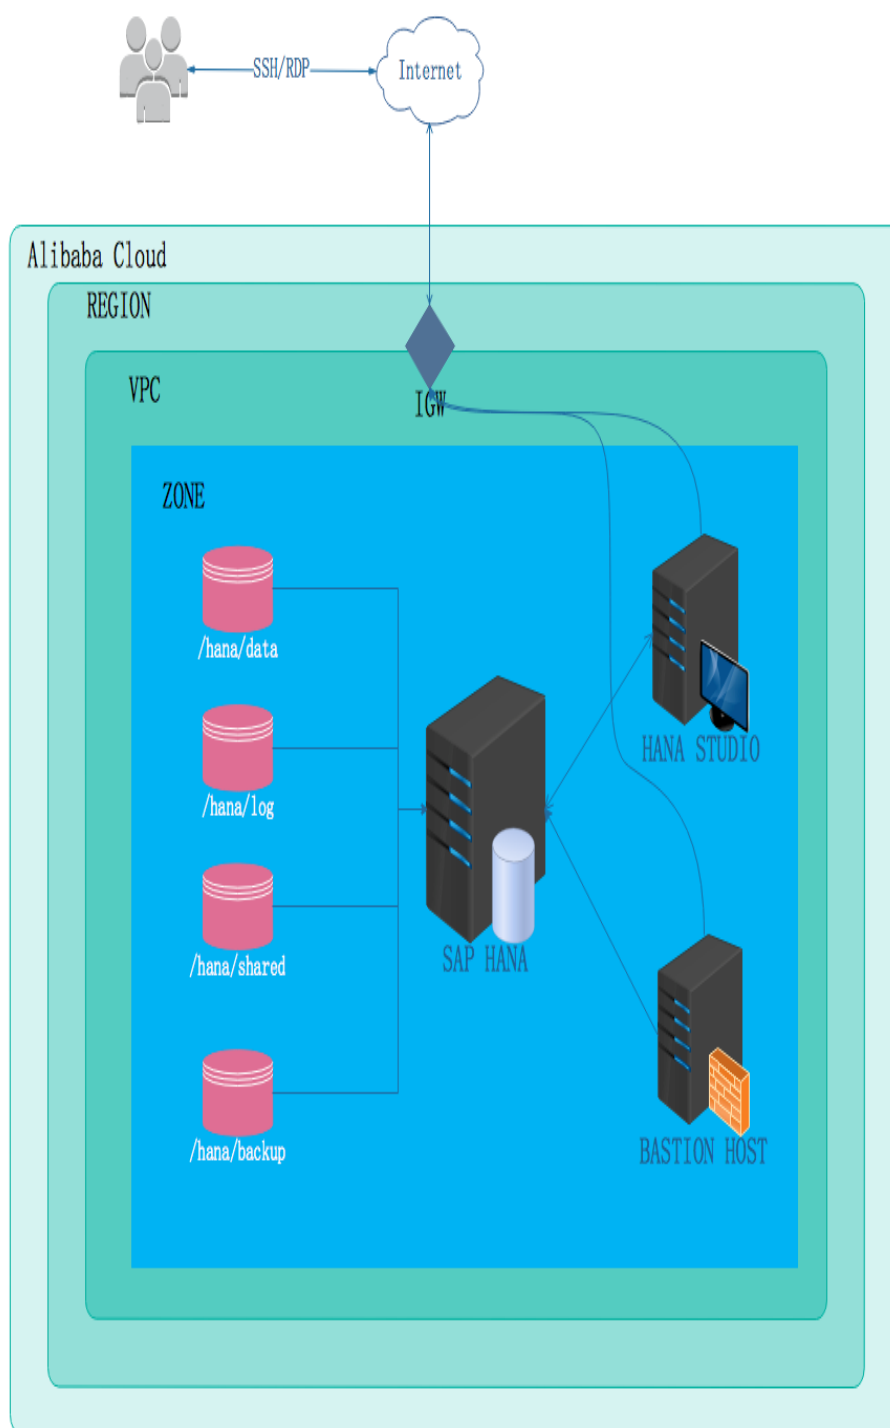 SSH/RDP
Internet
Alibaba Cloud
REGION
VPC
IGW
ZONE
/hana/data
HANA STUDIO
/hana/log
SAP HANA
/hana/shared
/hana/backup
BASTION HOST